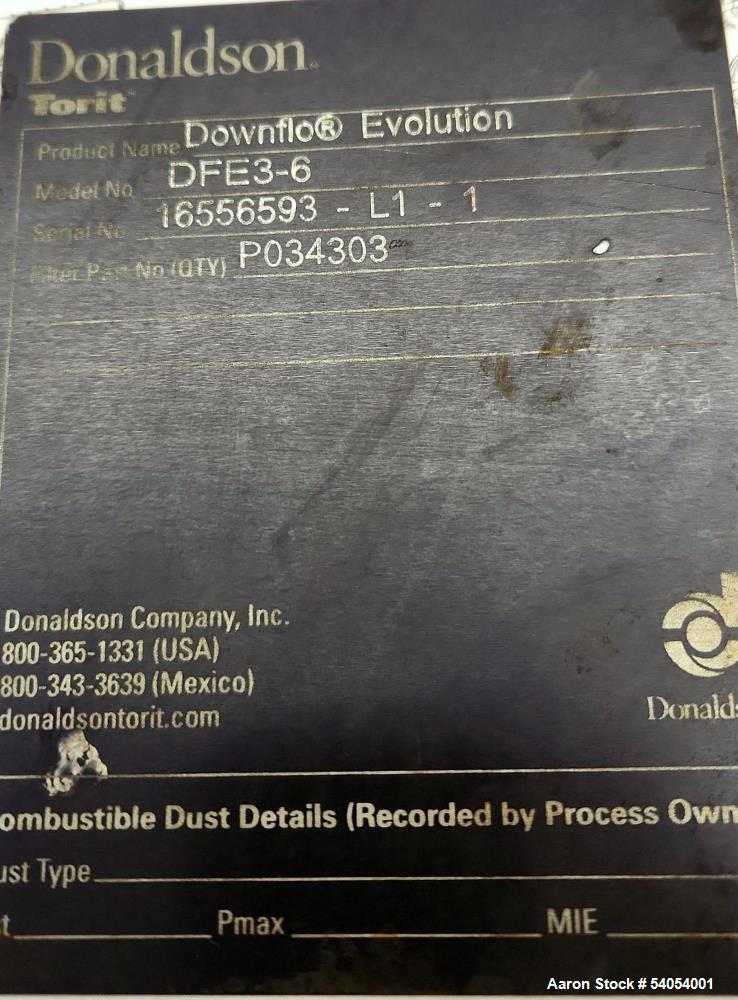 Donaldson.
Torit™
Product Name Downflo® Evolution
Model No DFE3-6
Serial No 16556593 - L1 - 1
Filter Part No (QTY) P034303
Donaldson Company, Inc.
800-365-1331 (USA)
800-343-3639 (Mexico)
donaldsontorit.com
Donalds
ombustible Dust Details (Recorded by Process Own
ust Type
t Pmax MIE
Aaron Stock # 54054001